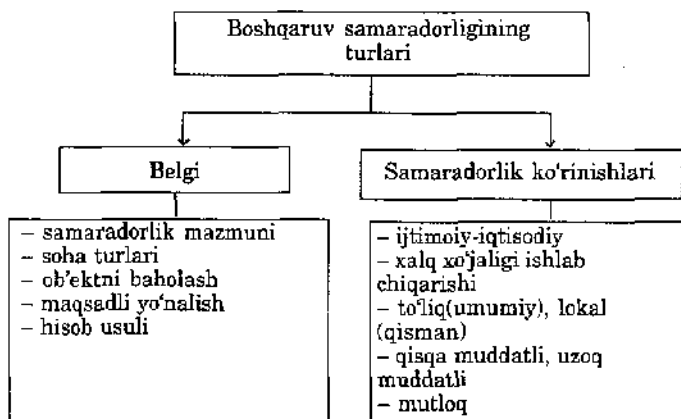 Boshqaruv samaradorligining
turlari
Belgi
– samaradorlik mazmuni
– soha turlari
– ob'ektni baholash
– maqsadli yo'nalish
– hisob usuli
Samaradorlik ko'rinishlari
– ijtimoiy-iqtisodiy
– xalq xo'jaligi ishlab
chiqarishi
– to'liq(umumiy), lokal
(qisman)
– qisqa muddatli, uzoq
muddatli
– mutloq